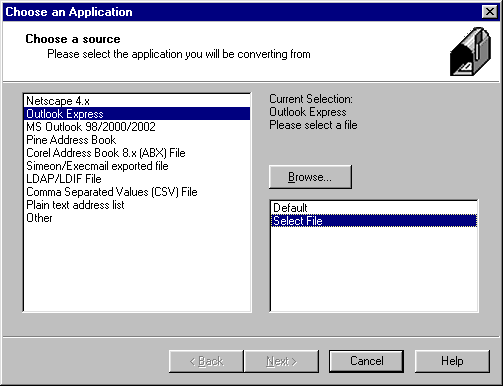 Choose an Application
Choose a source
Please select the application you will be converting from
Netscape 4.x
Outlook Express
MS Outlook 98/2000/2002
Pine Address Book
Corel Address Book 8.x (ABX) File
Simeon/Execmail exported file
LDAP/LDIF File
Comma Separated Values (CSV) File
Plain text address list
Other
Current Selection:
Outlook Express
Please select a file
Browse...
Default
Select File
< Back
Next >
Cancel
Help